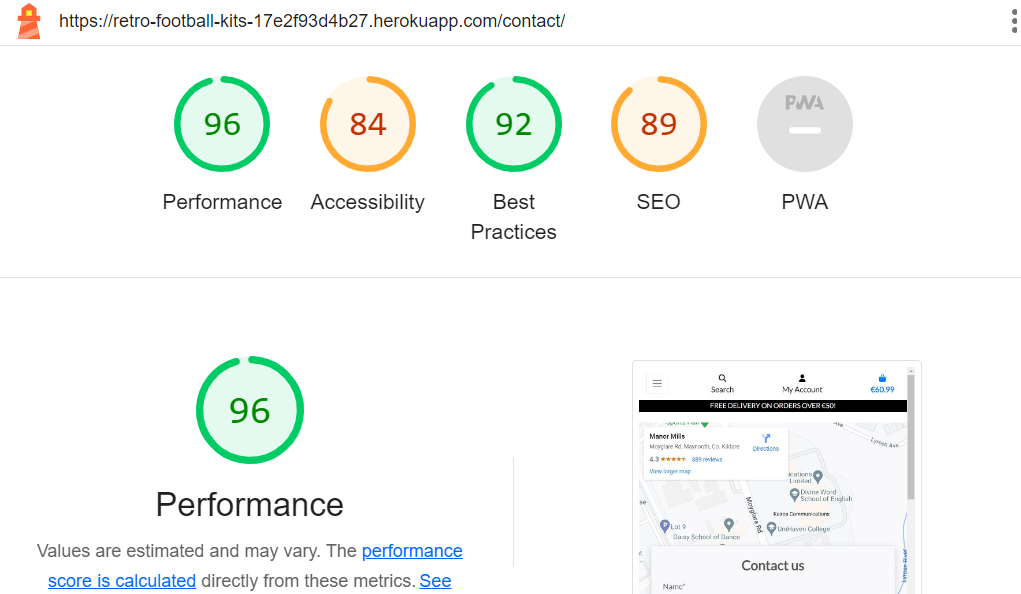 https://retro-football-kits-17e2f93d4b27.herokuapp.com/contact/
96
84
92
89
PWA
Performance
Accessibility
Best
Practices
SEO
PWA
96
Performance
Values are estimated and may vary. The performance
score is calculated directly from these metrics. See
Search
My Account
€60.99
FREE DELIVERY ON ORDERS OVER €50!
Manor Mills
Moyglare Rd, Maynooth, Co. Kildare
4.3
889 reviews
Directions
View larger map
Lyreen
Limited
Divine Word
School of English
Kairos Communications
Moyglare Rd
P Lot 9
UniHaven College
Daisy School of Dance
Contact us
Name*